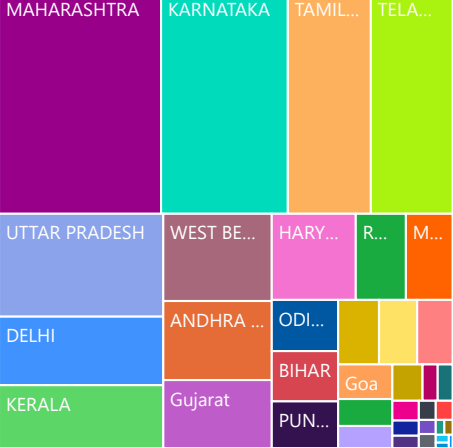 MAHARASHTRA
KARNATAKA
TAMIL...
TELA...
UTTAR PRADESH
WEST BE...
HARY...
R...
M...
DELHI
ANDHRA ...
ODI...
KERALA
Gujarat
BIHAR
Goa
PUN...